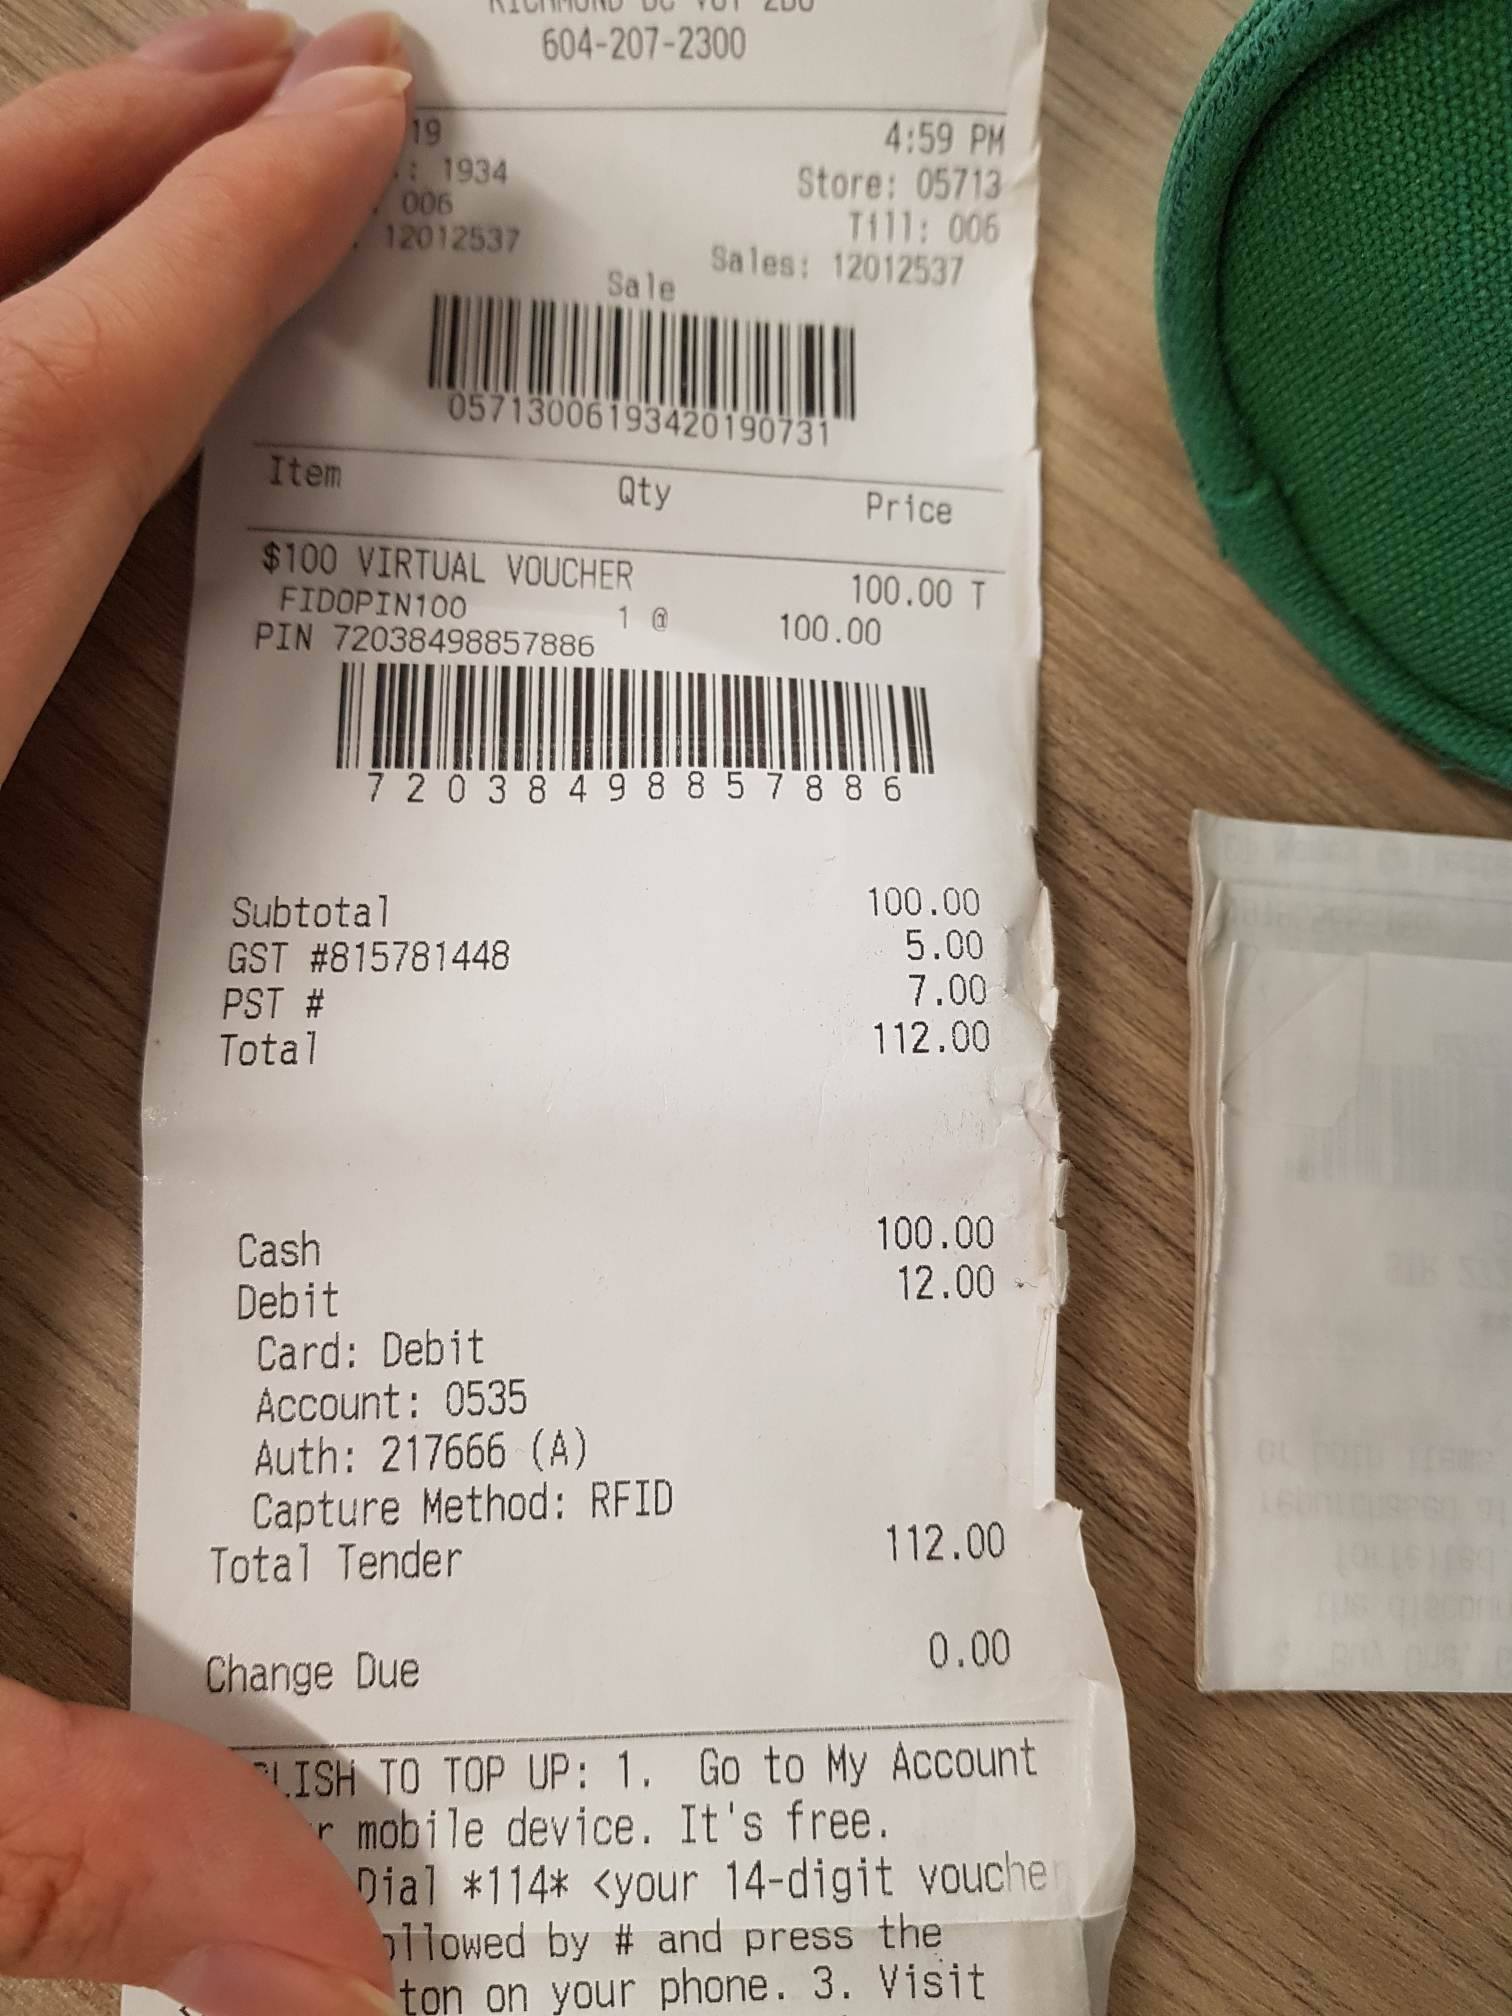 604-207-2300
19 4:59 PM
: 1934 Store: 05713
006 Till: 006
12012537 Sales: 12012537
Sale
05713006193420190731
Item Qty Price
$100 VIRTUAL VOUCHER 100.00 T
FIDOPIN100 1 @ 100.00
PIN 72038498857886
72038498857886
Subtotal 100.00
GST #815781448 5.00
PST # 7.00
Total 112.00
Cash 100.00
Debit 12.00
Card: Debit
Account: 0535
Auth: 217666 (A)
Capture Method: RFID
Total Tender 112.00
Change Due 0.00
LISH TO TOP UP: 1. Go to My Account
r mobile device. It's free.
Dial *114* <your 14-digit voucher
ollowed by # and press the
ton on your phone. 3. Visit